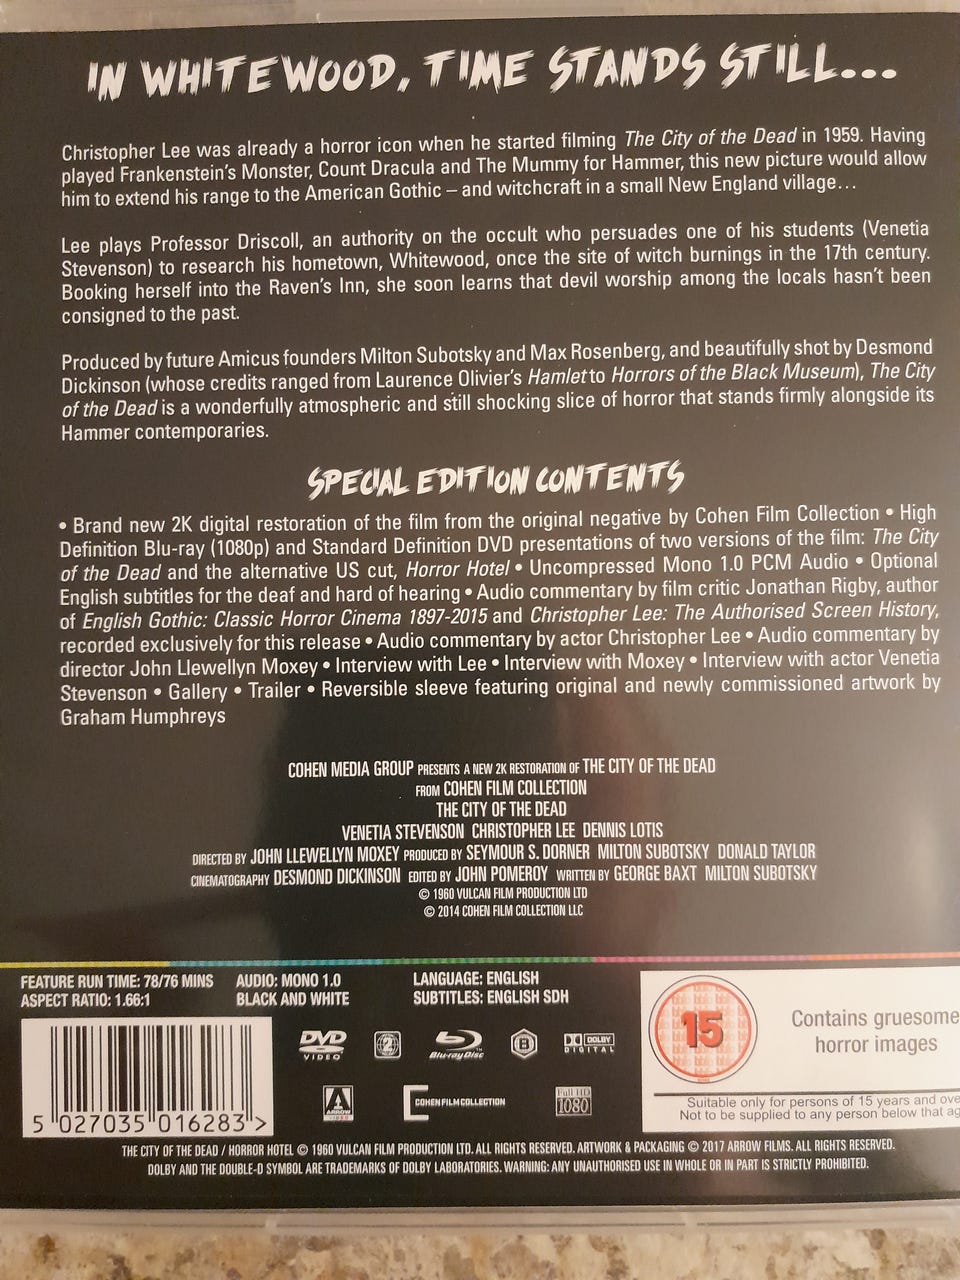 IN WHITEWOOD, TIME STANDS STILL...
Christopher Lee was already a horror icon when he started filming The City of the Dead in 1959. Having
played Frankenstein's Monster, Count Dracula and The Mummy for Hammer, this new picture would allow
him to extend his range to the American Gothic – and witchcraft in a small New England village...
Lee plays Professor Driscoll, an authority on the occult who persuades one of his students (Venetia
Stevenson) to research his hometown, Whitewood, once the site of witch burnings in the 17th century.
Booking herself into the Raven's Inn, she soon learns that devil worship among the locals hasn't been
consigned to the past.
Produced by future Amicus founders Milton Subotsky and Max Rosenberg, and beautifully shot by Desmond
Dickinson (whose credits ranged from Laurence Olivier's Hamlet to Horrors of the Black Museum), The City
of the Dead is a wonderfully atmospheric and still shocking slice of horror that stands firmly alongside its
Hammer contemporaries.
SPECIAL EDITION CONTENTS
• Brand new 2K digital restoration of the film from the original negative by Cohen Film Collection • High
Definition Blu-ray (1080p) and Standard Definition DVD presentations of two versions of the film: The City
of the Dead and the alternative US cut, Horror Hotel • Uncompressed Mono 1.0 PCM Audio • Optional
English subtitles for the deaf and hard of hearing • Audio commentary by film critic Jonathan Rigby, author
of English Gothic: Classic Horror Cinema 1897-2015 and Christopher Lee: The Authorised Screen History,
recorded exclusively for this release • Audio commentary by actor Christopher Lee • Audio commentary by
director John Llewellyn Moxey • Interview with Lee • Interview with Moxey • Interview with actor Venetia
Stevenson • Gallery • Trailer • Reversible sleeve featuring original and newly commissioned artwork by
Graham Humphreys
COHEN MEDIA GROUP PRESENTS A NEW 2K RESTORATION OF THE CITY OF THE DEAD
FROM COHEN FILM COLLECTION
THE CITY OF THE DEAD
VENETIA STEVENSON CHRISTOPHER LEE DENNIS LOTIS
DIRECTED BY JOHN LLEWELLYN MOXEY PRODUCED BY SEYMOUR S. DORNER MILTON SUBOTSKY DONALD TAYLOR
CINEMATOGRAPHY DESMOND DICKINSON EDITED BY JOHN POMEROY WRITTEN BY GEORGE BAXT MILTON SUBOTSKY
© 1960 VULCAN FILM PRODUCTION LTD
© 2014 COHEN FILM COLLECTION LLC
FEATURE RUN TIME: 78/76 MINS AUDIO: MONO 1.0 LANGUAGE: ENGLISH
ASPECT RATIO: 1.66:1 BLACK AND WHITE SUBTITLES: ENGLISH SDH
15
Contains gruesome
horror images
Suitable only for persons of 15 years and ove
Not to be supplied to any person below that ag
DVD VIDEO 2 Blu-ray Disc B DOLBY DIGITAL
ARROW COHEN FILM COLLECTION Full HD 1080
5 027035 016283 >
THE CITY OF THE DEAD / HORROR HOTEL © 1960 VULCAN FILM PRODUCTION LTD. ALL RIGHTS RESERVED. ARTWORK & PACKAGING © 2017 ARROW FILMS. ALL RIGHTS RESERVED.
DOLBY AND THE DOUBLE-D SYMBOL ARE TRADEMARKS OF DOLBY LABORATORIES. WARNING: ANY UNAUTHORISED USE IN WHOLE OR IN PART IS STRICTLY PROHIBITED.